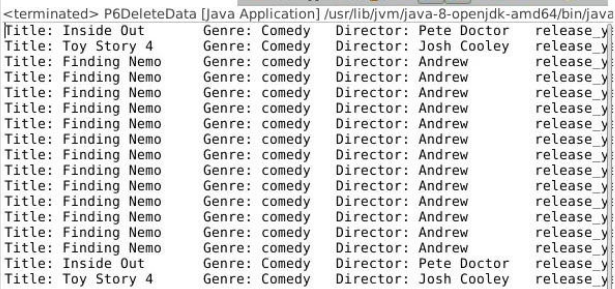 <terminated> P6DeleteData [Java Application] /usr/lib/jvm/java-8-openjdk-amd64/bin/java
Title: Inside Out Genre: Comedy Director: Pete Doctor release_y
Title: Toy Story 4 Genre: Comedy Director: Josh Cooley release_y
Title: Finding Nemo Genre: comedy Director: Andrew release_y
Title: Finding Nemo Genre: comedy Director: Andrew release_y
Title: Finding Nemo Genre: comedy Director: Andrew release_y
Title: Finding Nemo Genre: comedy Director: Andrew release_y
Title: Finding Nemo Genre: comedy Director: Andrew release_y
Title: Finding Nemo Genre: comedy Director: Andrew release_y
Title: Finding Nemo Genre: comedy Director: Andrew release_y
Title: Finding Nemo Genre: comedy Director: Andrew release_y
Title: Finding Nemo Genre: comedy Director: Andrew release_y
Title: Finding Nemo Genre: comedy Director: Andrew release_y
Title: Finding Nemo Genre: comedy Director: Andrew release_y
Title: Finding Nemo Genre: comedy Director: Andrew release_y
Title: Finding Nemo Genre: comedy Director: Andrew release_y
Title: Inside Out Genre: Comedy Director: Pete Doctor release_y
Title: Toy Story 4 Genre: Comedy Director: Josh Cooley release_y